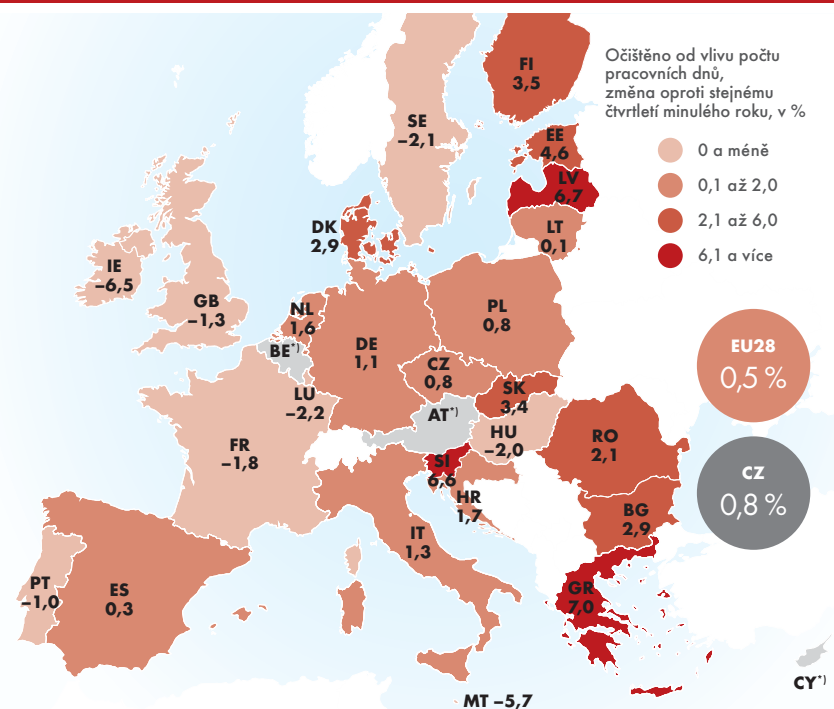 Očištěno od vlivu počtu
pracovních dnů,
změna oproti stejnému
čtvrtletí minulého roku, v %
0 a méně
0,1 až 2,0
2,1 až 6,0
6,1 a více
FI
3,5
SE
–2,1
EE
4,6
LV
6,7
LT
0,1
DK
2,9
IE
–6,5
GB
–1,3
NL
1,6
BE*)
DE
1,1
PL
0,8
CZ
0,8
LU
–2,2
SK
3,4
AT*)
HU
–2,0
FR
–1,8
SI
6,6
HR
1,7
RO
2,1
BG
2,9
IT
1,3
PT
–1,0
ES
0,3
GR
7,0
MT –5,7
CY*)
EU28
0,5 %
CZ
0,8 %